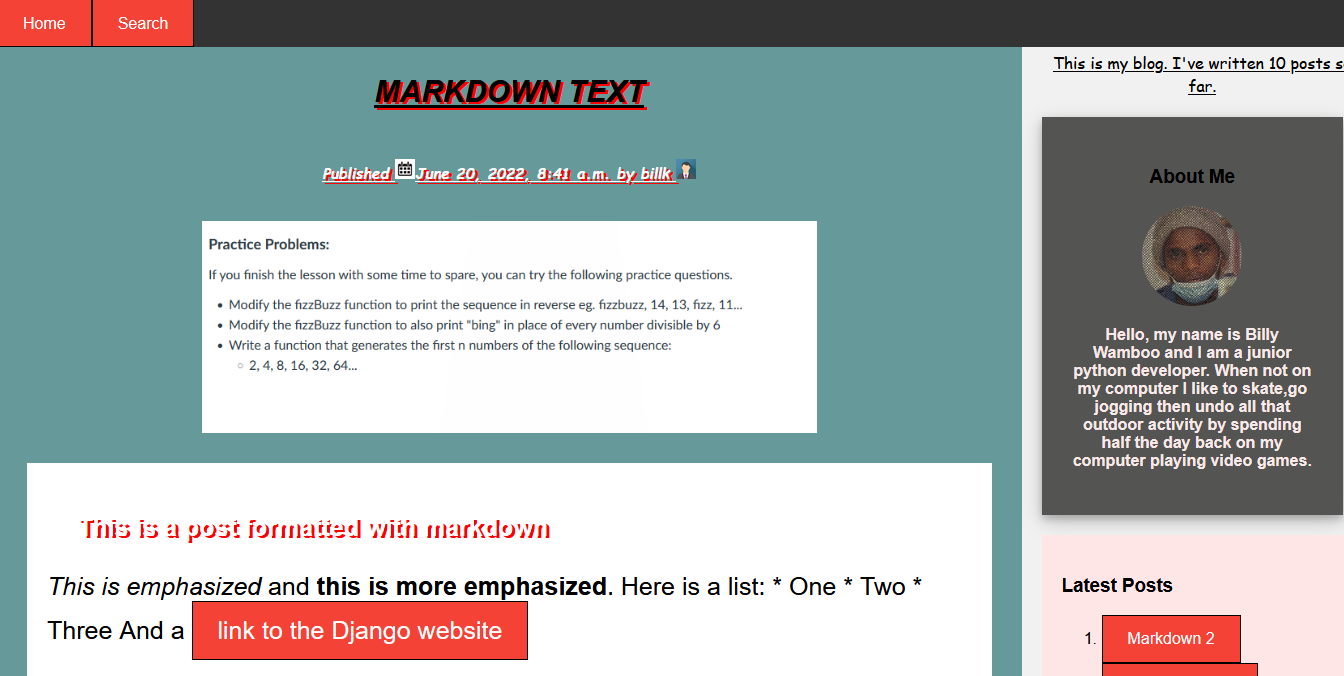 Home Search
MARKDOWN TEXT
Published June 20, 2022, 8:41 a.m. by billk
Practice Problems:
If you finish the lesson with some time to spare, you can try the following practice questions.
• Modify the fizzBuzz function to print the sequence in reverse eg. fizzbuzz, 14, 13, fizz, 11...
• Modify the fizzBuzz function to also print "bing" in place of every number divisible by 6
• Write a function that generates the first n numbers of the following sequence:
○ 2, 4, 8, 16, 32, 64...
This is a post formatted with markdown
This is emphasized and this is more emphasized. Here is a list: * One * Two *
Three And a link to the Django website
This is my blog. I've written 10 posts s
far.
About Me
Hello, my name is Billy
Wamboo and I am a junior
python developer. When not on
my computer I like to skate,go
jogging then undo all that
outdoor activity by spending
half the day back on my
computer playing video games.
Latest Posts
1. Markdown 2